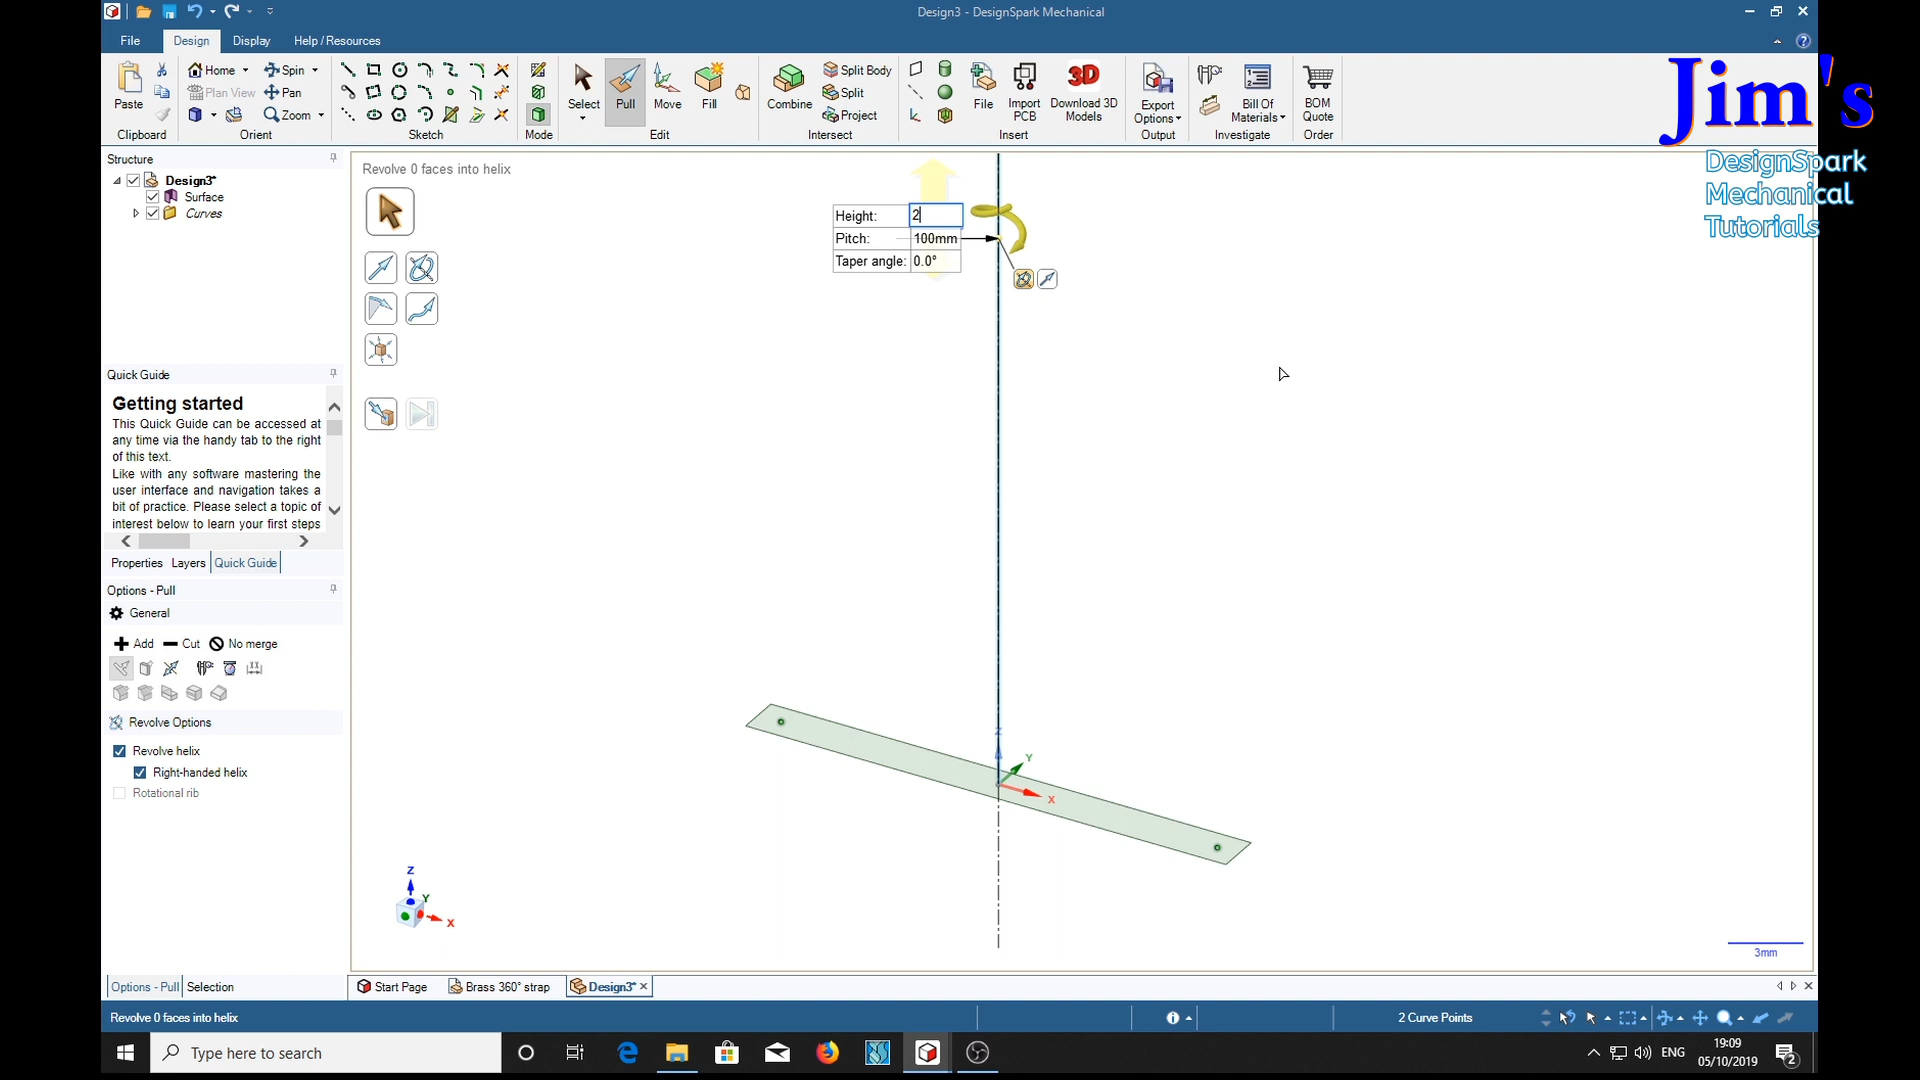 Design3 - DesignSpark Mechanical
File Design Display Help / Resources
Paste
Clipboard
Home Spin
Plan View Pan
Zoom
Orient
Sketch
Mode
Select Pull Move Fill
Edit
Combine
Split Body
Split
Project
Intersect
File
Import PCB
Download 3D Models
Insert
Export Options
Output
Bill Of Materials
Investigate
BOM Quote
Order
Jim's
DesignSpark
Mechanical
Tutorials
Structure
Design3*
Surface
Curves
Revolve 0 faces into helix
Height: 2
Pitch: 100mm
Taper angle: 0.0°
Quick Guide
Getting started
This Quick Guide can be accessed at
any time via the handy tab to the right
of this text.
Like with any software mastering the
user interface and navigation takes a
bit of practice. Please select a topic of
interest below to learn your first steps
Properties Layers Quick Guide
Options - Pull
General
Add Cut No merge
Revolve Options
Revolve helix
Right-handed helix
Rotational rib
Z
Y
X
Z
Y
X
3mm
Options - Pull Selection
Start Page Brass 360° strap Design3*
Revolve 0 faces into helix
2 Curve Points
Type here to search
ENG
19:09
05/10/2019
2